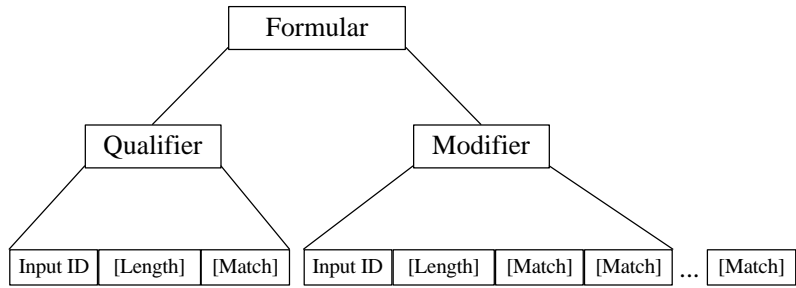 Formular
Qualifier Modifier
Input ID [Length] [Match] Input ID [Length] [Match] [Match] ... [Match]